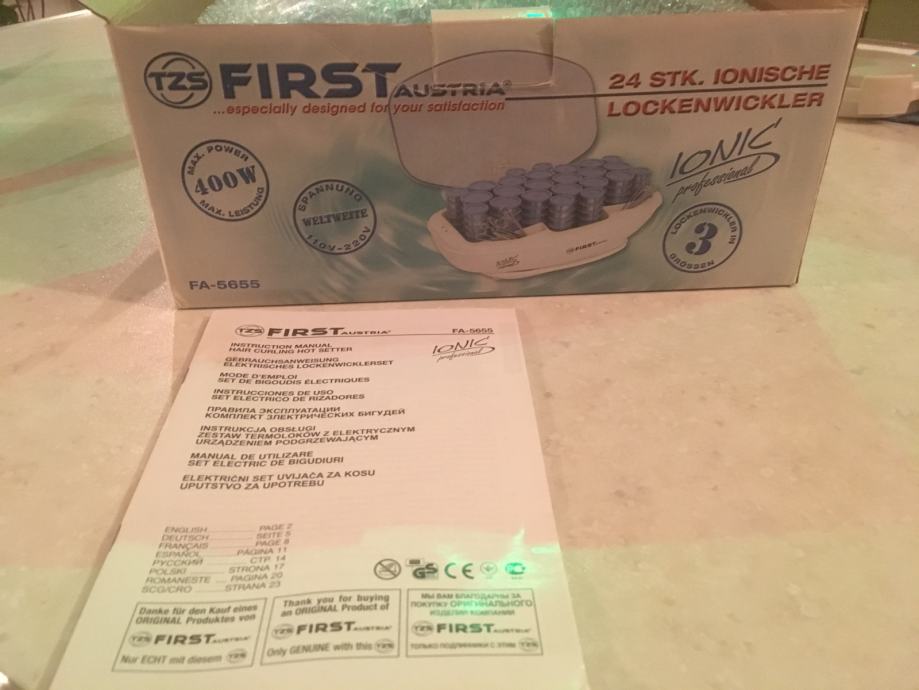 TZS FIRST AUSTRIA®
...especially designed for your satisfaction
24 STK. IONISCHE
LOCKENWICKLER
MAX. POWER
400W
MAX. LEISTUNG
SPANNUNG
WELTWEITE
110V-220V
IONIC
professional
LOCKENWICKLER IN
3
GRÖSSEN
FIRST
IONIC
FA-5655
TZS FIRST AUSTRIA®
FA-5655
IONIC
professional
INSTRUCTION MANUAL
HAIR CURLING HOT SETTER
GEBRAUCHSANWEISUNG
ELEKTRISCHES LOCKENWICKLERSET
MODE D'EMPLOI
SET DE BIGOUDIS ÉLECTRIQUES
INSTRUCCIONES DE USO
SET ELÉCTRICO DE RIZADORES
ПРАВИЛА ЭКСПЛУАТАЦИИ
КОМПЛЕКТ ЭЛЕКТРИЧЕСКИХ БИГУДЕЙ
INSTRUKCJA OBSŁUGI
ZESTAW TERMOLOKÓW Z ELEKTRYCZNYM
URZĄDZENIEM PODGRZEWAJĄCYM
MANUAL DE UTILIZARE
SET ELECTRIC DE BIGUDIURI
ELEKTRIČNI SET UVIJAČA ZA KOSU
UPUTSTVO ZA UPOTREBU
ENGLISH ............ PAGE 2
DEUTSCH ............ SEITE 5
FRANÇAIS ............ PAGE 8
ESPAÑOL ............ PÁGINA 11
РУССКИЙ ............ СТР. 14
POLSKI ............ STRONA 17
ROMANESTE ... PAGINA 20
SCG/CRO ............ STRANA 23
GS CE
Danke für den Kauf eines
ORIGINAL Produktes von
TZS FIRST AUSTRIA
Nur ECHT mit diesem TZS
Thank you for buying
an ORIGINAL Product of
TZS FIRST AUSTRIA
Only GENUINE with this TZS
МЫ ВАМ БЛАГОДАРНЫ ЗА
ПОКУПКУ ОРИГИНАЛЬНОГО
ИЗДЕЛИЯ КОМПАНИИ
TZS FIRST AUSTRIA
ТОЛЬКО ПОДЛИННИКИ С ЭТИМ TZS